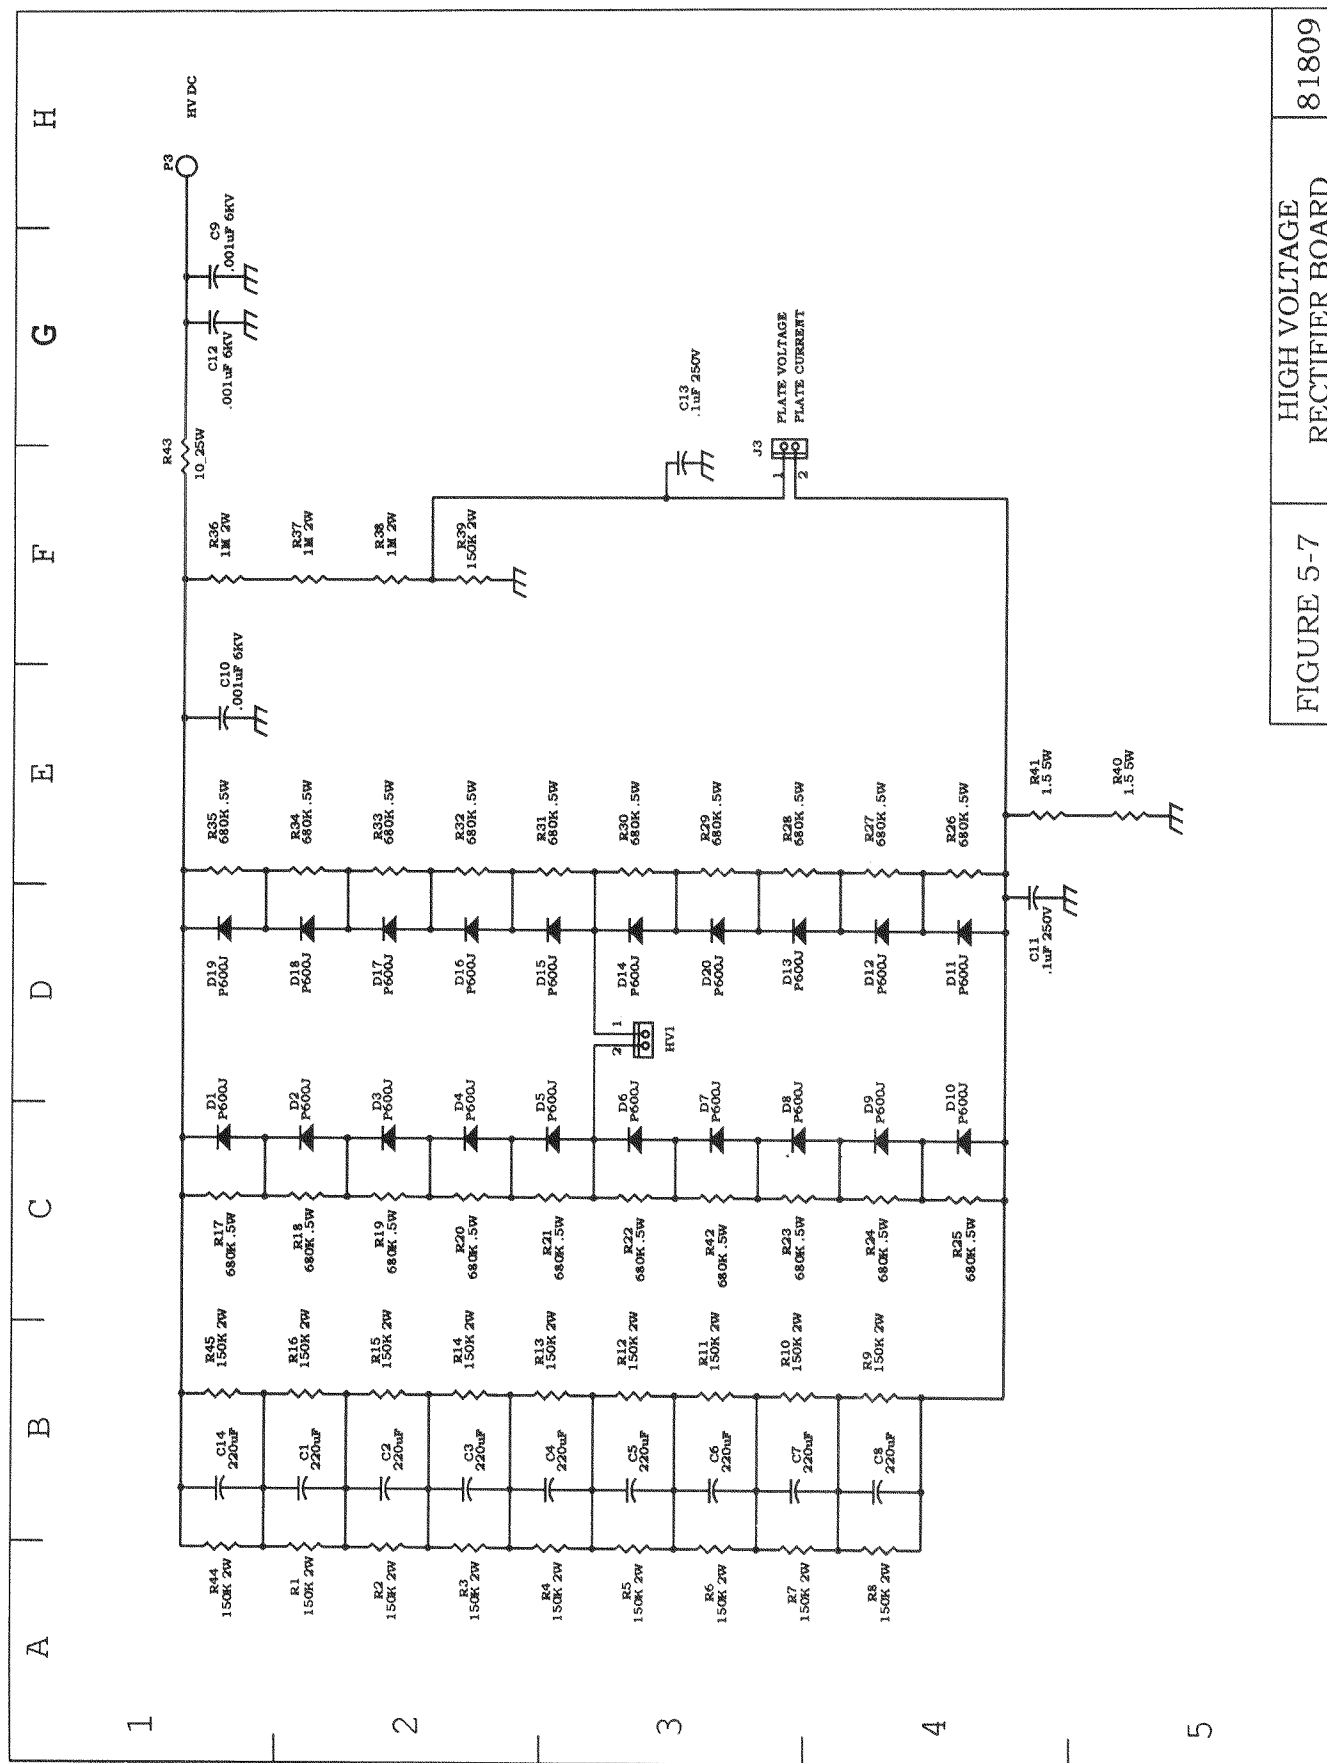 A
B
C
D
E
F
G
H
1
2
3
4
5
R44
150K 2W
R1
150K 2W
R2
150K 2W
R3
150K 2W
R4
150K 2W
R5
150K 2W
R6
150K 2W
R7
150K 2W
R8
150K 2W
C14
220uF
C1
220uF
C2
220uF
C3
220uF
C4
220uF
C5
220uF
C6
220uF
C7
220uF
C8
220uF
R45
150K 2W
R16
150K 2W
R15
150K 2W
R14
150K 2W
R13
150K 2W
R12
150K 2W
R11
150K 2W
R10
150K 2W
R9
150K 2W
R17
680K .5W
R18
680K .5W
R19
680K .5W
R20
680K .5W
R21
680K .5W
R22
680K .5W
R42
680K .5W
R23
680K .5W
R24
680K .5W
R25
680K .5W
D1
P600J
D2
P600J
D3
P600J
D4
P600J
D5
P600J
D6
P600J
D7
P600J
D8
P600J
D9
P600J
D10
P600J
2
1
HV1
D19
P600J
D18
P600J
D17
P600J
D16
P600J
D15
P600J
D14
P600J
D20
P600J
D13
P600J
D12
P600J
D11
P600J
R35
680K .5W
R34
680K .5W
R33
680K .5W
R32
680K .5W
R31
680K .5W
R30
680K .5W
R29
680K .5W
R28
680K .5W
R27
680K .5W
R26
680K .5W
C11
.1uF 250V
R41
1.5 5W
R40
1.5 5W
C10
.001uF 6KV
R36
1M 2W
R37
1M 2W
R38
1M 2W
R39
150K 2W
R43
10 25W
C12
.001uF 6KV
C9
.001uF 6KV
P3
HV DC
C13
.1uF 250V
J3
1
2
PLATE VOLTAGE
PLATE CURRENT
FIGURE 5-7
HIGH VOLTAGE
RECTIFIER BOARD
81809